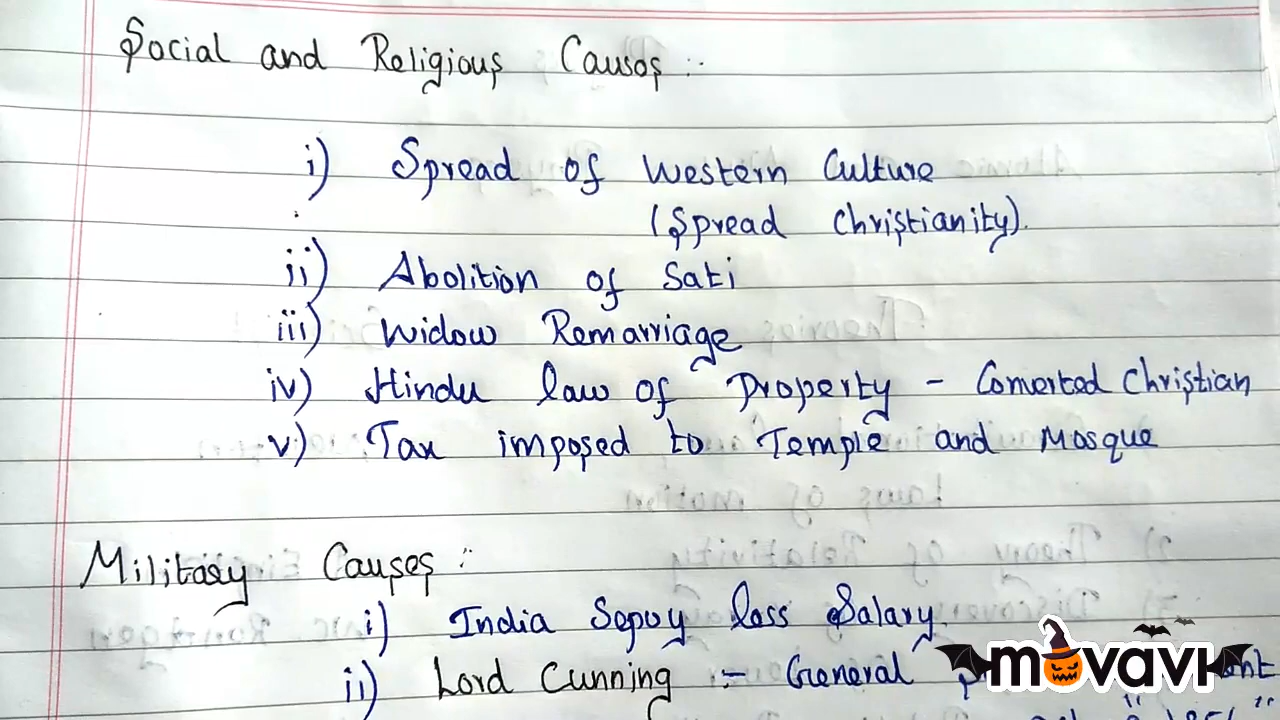 Social and Religious Causes :-
i) Spread of Western Culture
(Spread Christianity).
ii) Abolition of Sati
iii) Widow Remarriage
iv) Hindu law of Property - Converted Christian
v) Tax imposed to Temple and Mosque
Military Causes :
i) India Sepoy less Salary.
ii) Lord Cunning :- General
movavi